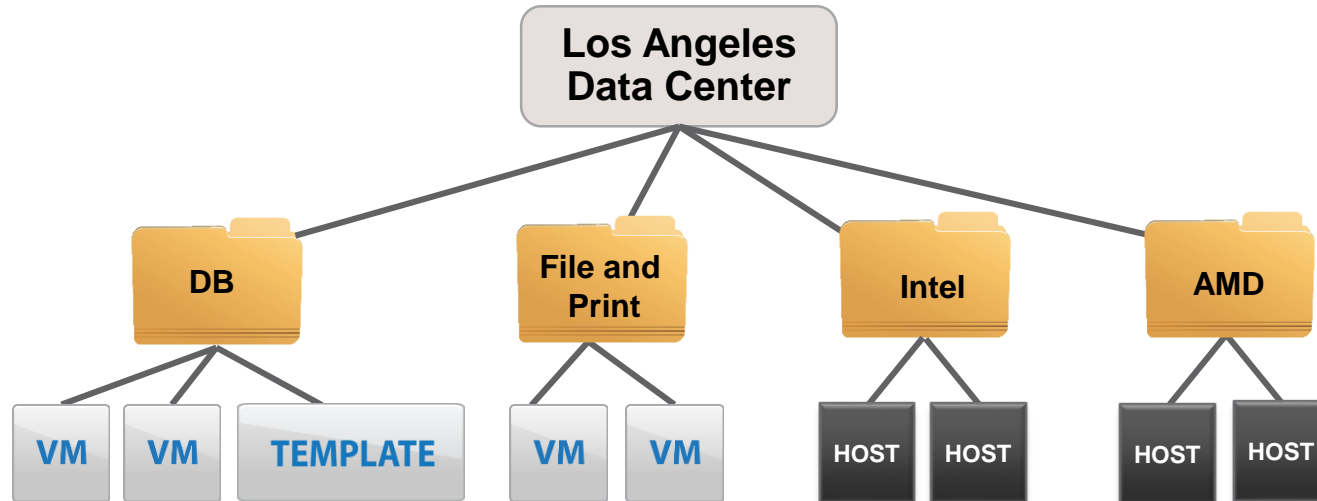 Los Angeles
Data Center
DB
File and
Print
Intel
AMD
VM
VM
TEMPLATE
VM
VM
HOST
HOST
HOST
HOST